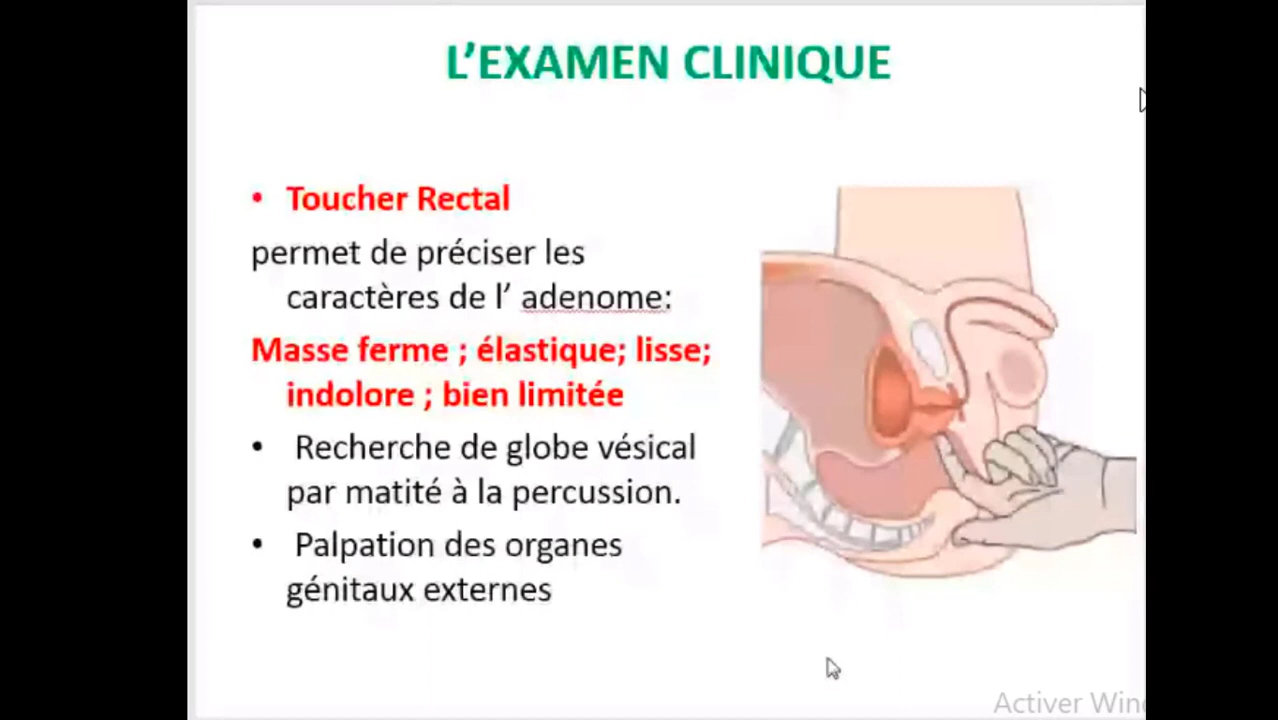 L'EXAMEN CLINIQUE
• Toucher Rectal
permet de préciser les
caractères de l' adenome:
Masse ferme ; élastique; lisse;
indolore ; bien limitée
• Recherche de globe vésical
par matité à la percussion.
• Palpation des organes
génitaux externes
Activer Win